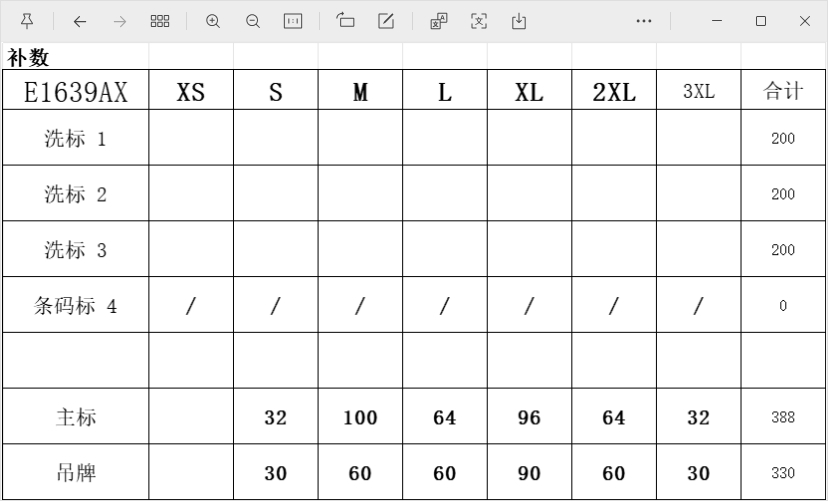 补数
E1639AX XS S M L XL 2XL 3XL 合计
洗标 1 200
洗标 2 200
洗标 3 200
条码标 4 / / / / / / / 0
主标 32 100 64 96 64 32 388
吊牌 30 60 60 90 60 30 330